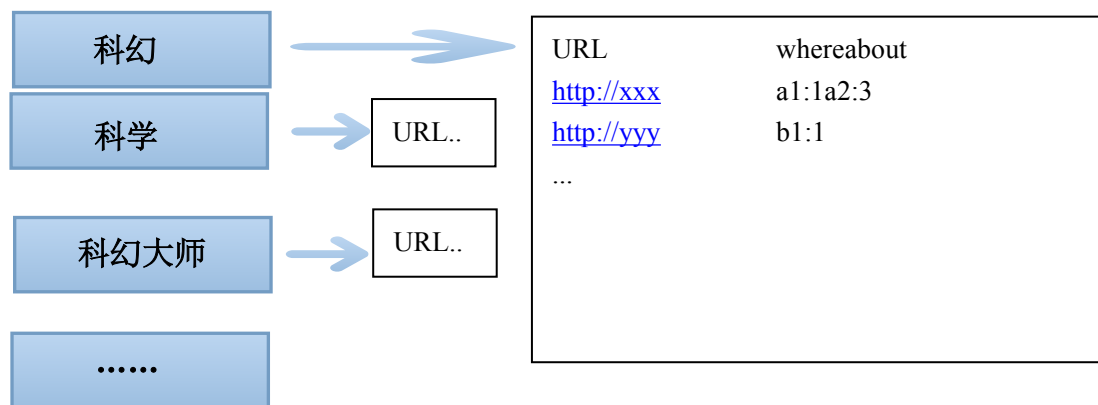 科幻
URL whereabout
http://xxx a1:1a2:3
http://yyy b1:1
...
科学
URL..
科幻大师
URL..
……